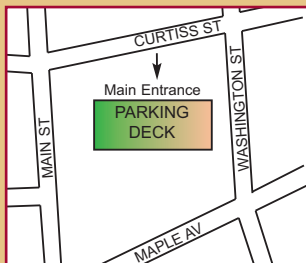 CURTISS ST
Main Entrance
PARKING
DECK
MAIN ST
WASHINGTON ST
MAPLE AV